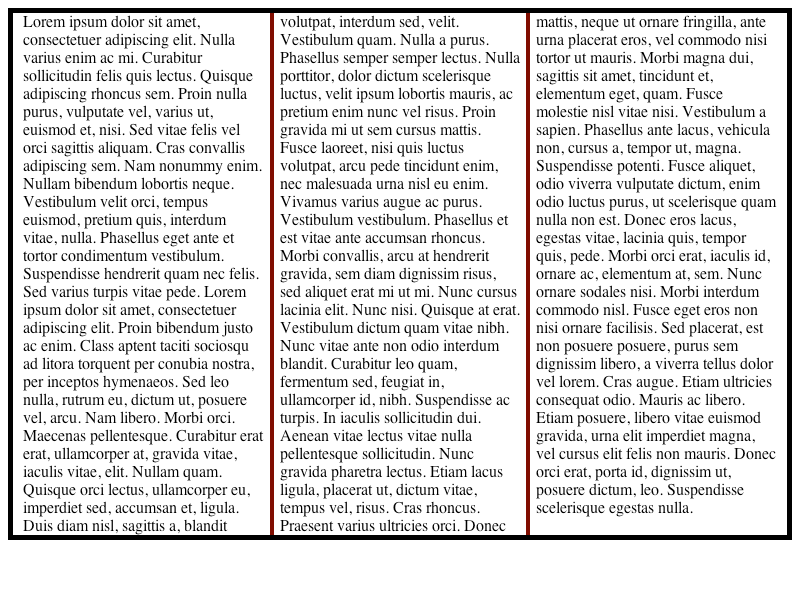 Lorem ipsum dolor sit amet,
consectetuer adipiscing elit. Nulla
varius enim ac mi. Curabitur
sollicitudin felis quis lectus. Quisque
adipiscing rhoncus sem. Proin nulla
purus, vulputate vel, varius ut,
euismod et, nisi. Sed vitae felis vel
orci sagittis aliquam. Cras convallis
adipiscing sem. Nam nonummy enim.
Nullam bibendum lobortis neque.
Vestibulum velit orci, tempus
euismod, pretium quis, interdum
vitae, nulla. Phasellus eget ante et
tortor condimentum vestibulum.
Suspendisse hendrerit quam nec felis.
Sed varius turpis vitae pede. Lorem
ipsum dolor sit amet, consectetuer
adipiscing elit. Proin bibendum justo
ac enim. Class aptent taciti sociosqu
ad litora torquent per conubia nostra,
per inceptos hymenaeos. Sed leo
nulla, rutrum eu, dictum ut, posuere
vel, arcu. Nam libero. Morbi orci.
Maecenas pellentesque. Curabitur erat
erat, ullamcorper at, gravida vitae,
iaculis vitae, elit. Nullam quam.
Quisque orci lectus, ullamcorper eu,
imperdiet sed, accumsan et, ligula.
Duis diam nisl, sagittis a, blandit
volutpat, interdum sed, velit.
Vestibulum quam. Nulla a purus.
Phasellus semper semper lectus. Nulla
porttitor, dolor dictum scelerisque
luctus, velit ipsum lobortis mauris, ac
pretium enim nunc vel risus. Proin
gravida mi ut sem cursus mattis.
Fusce laoreet, nisi quis luctus
volutpat, arcu pede tincidunt enim,
nec malesuada urna nisl eu enim.
Vivamus varius augue ac purus.
Vestibulum vestibulum. Phasellus et
est vitae ante accumsan rhoncus.
Morbi convallis, arcu at hendrerit
gravida, sem diam dignissim risus,
sed aliquet erat mi ut mi. Nunc cursus
lacinia elit. Nunc nisi. Quisque at erat.
Vestibulum dictum quam vitae nibh.
Nunc vitae ante non odio interdum
blandit. Curabitur leo quam,
fermentum sed, feugiat in,
ullamcorper id, nibh. Suspendisse ac
turpis. In iaculis sollicitudin dui.
Aenean vitae lectus vitae nulla
pellentesque sollicitudin. Nunc
gravida pharetra lectus. Etiam lacus
ligula, placerat ut, dictum vitae,
tempus vel, risus. Cras rhoncus.
Praesent varius ultricies orci. Donec
mattis, neque ut ornare fringilla, ante
urna placerat eros, vel commodo nisi
tortor ut mauris. Morbi magna dui,
sagittis sit amet, tincidunt et,
elementum eget, quam. Fusce
molestie nisl vitae nisi. Vestibulum a
sapien. Phasellus ante lacus, vehicula
non, cursus a, tempor ut, magna.
Suspendisse potenti. Fusce aliquet,
odio viverra vulputate dictum, enim
odio luctus purus, ut scelerisque quam
nulla non est. Donec eros lacus,
egestas vitae, lacinia quis, tempor
quis, pede. Morbi orci erat, iaculis id,
ornare ac, elementum at, sem. Nunc
ornare sodales nisi. Morbi interdum
commodo nisl. Fusce eget eros non
nisi ornare facilisis. Sed placerat, est
non posuere posuere, purus sem
dignissim libero, a viverra tellus dolor
vel lorem. Cras augue. Etiam ultricies
consequat odio. Mauris ac libero.
Etiam posuere, libero vitae euismod
gravida, urna elit imperdiet magna,
vel cursus elit felis non mauris. Donec
orci erat, porta id, dignissim ut,
posuere dictum, leo. Suspendisse
scelerisque egestas nulla.